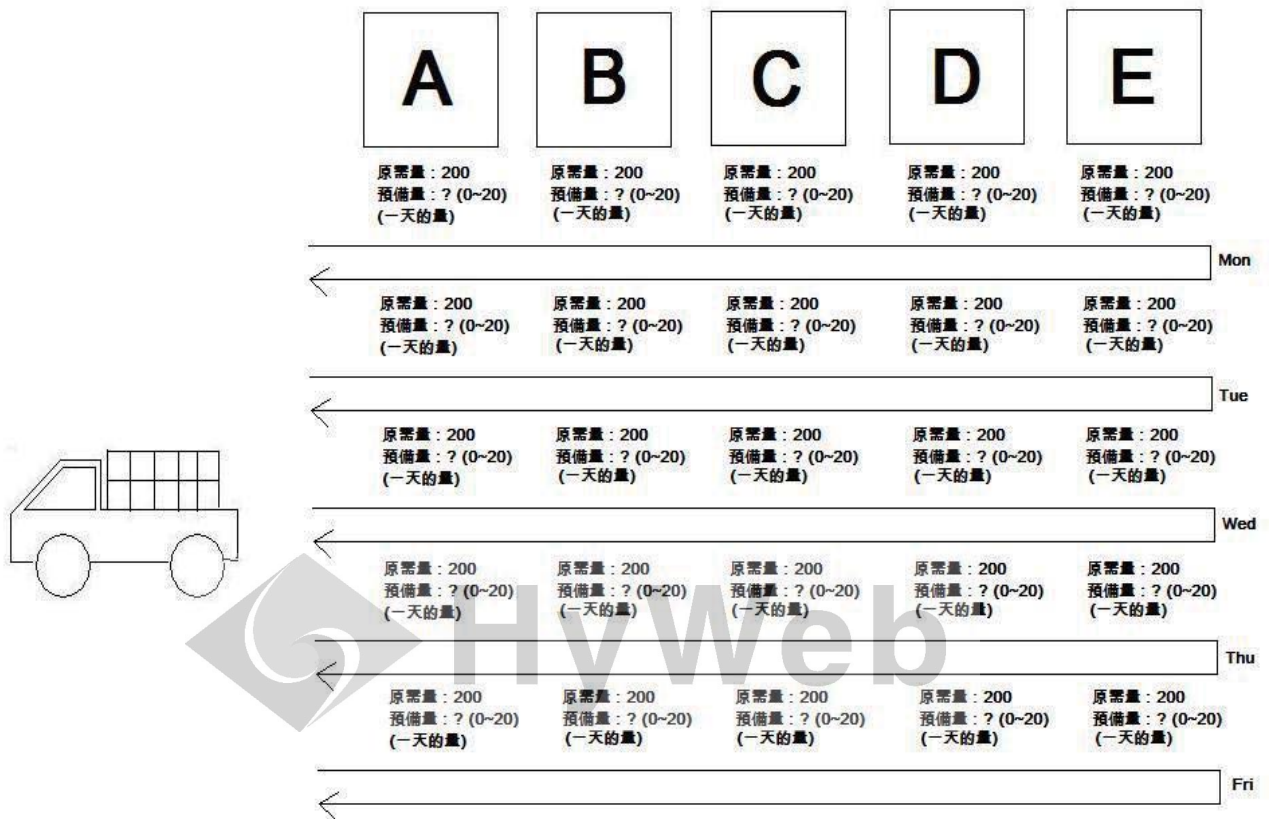 A B C D E
原需量：200 原需量：200 原需量：200 原需量：200 原需量：200
預備量：? (0~20) 預備量：? (0~20) 預備量：? (0~20) 預備量：? (0~20) 預備量：? (0~20)
(一天的量) (一天的量) (一天的量) (一天的量) (一天的量)
Mon
原需量：200 原需量：200 原需量：200 原需量：200 原需量：200
預備量：? (0~20) 預備量：? (0~20) 預備量：? (0~20) 預備量：? (0~20) 預備量：? (0~20)
(一天的量) (一天的量) (一天的量) (一天的量) (一天的量)
Tue
原需量：200 原需量：200 原需量：200 原需量：200 原需量：200
預備量：? (0~20) 預備量：? (0~20) 預備量：? (0~20) 預備量：? (0~20) 預備量：? (0~20)
(一天的量) (一天的量) (一天的量) (一天的量) (一天的量)
Wed
原需量：200 原需量：200 原需量：200 原需量：200 原需量：200
預備量：? (0~20) 預備量：? (0~20) 預備量：? (0~20) 預備量：? (0~20) 預備量：? (0~20)
(一天的量) (一天的量) (一天的量) (一天的量) (一天的量)
HyWeb
Thu
原需量：200 原需量：200 原需量：200 原需量：200 原需量：200
預備量：? (0~20) 預備量：? (0~20) 預備量：? (0~20) 預備量：? (0~20) 預備量：? (0~20)
(一天的量) (一天的量) (一天的量) (一天的量) (一天的量)
Fri